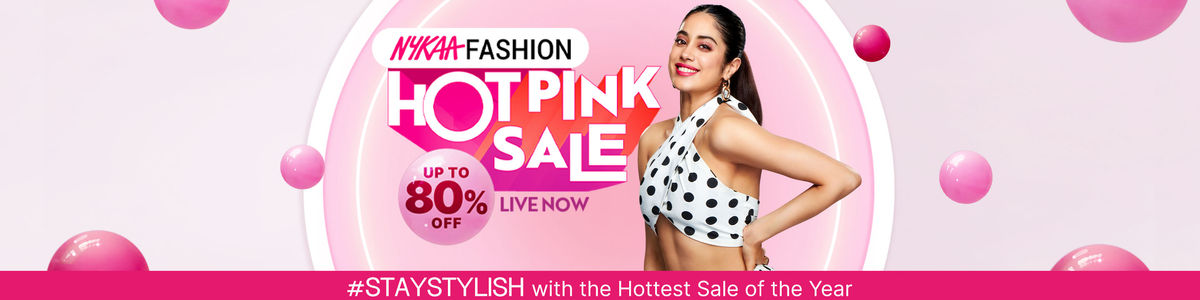 NYKAA FASHION
HOT PINK
SALE
UP TO
80%
OFF
LIVE NOW
#STAYSTYLISH with the Hottest Sale of the Year